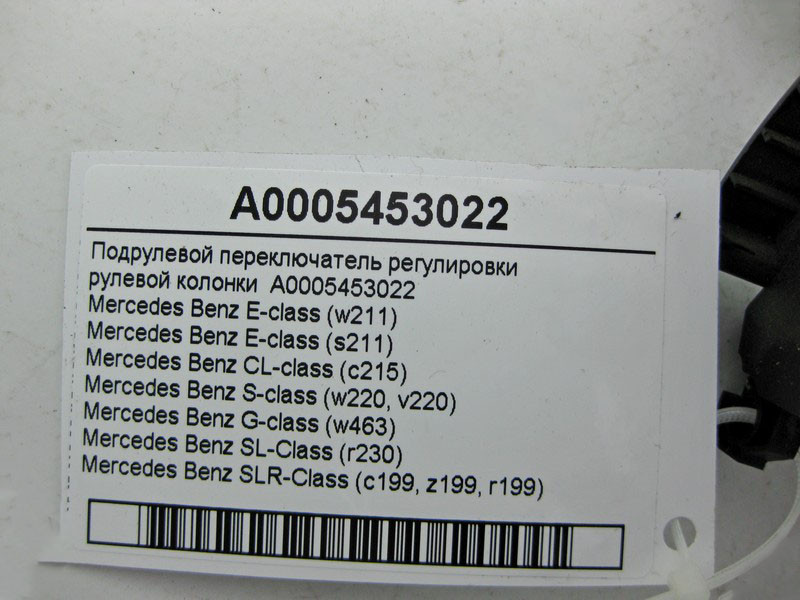 A0005453022
Подрулевой переключатель регулировки
рулевой колонки A0005453022
Mercedes Benz E-class (w211)
Mercedes Benz E-class (s211)
Mercedes Benz CL-class (c215)
Mercedes Benz S-class (w220, v220)
Mercedes Benz G-class (w463)
Mercedes Benz SL-Class (r230)
Mercedes Benz SLR-Class (c199, z199, r199)